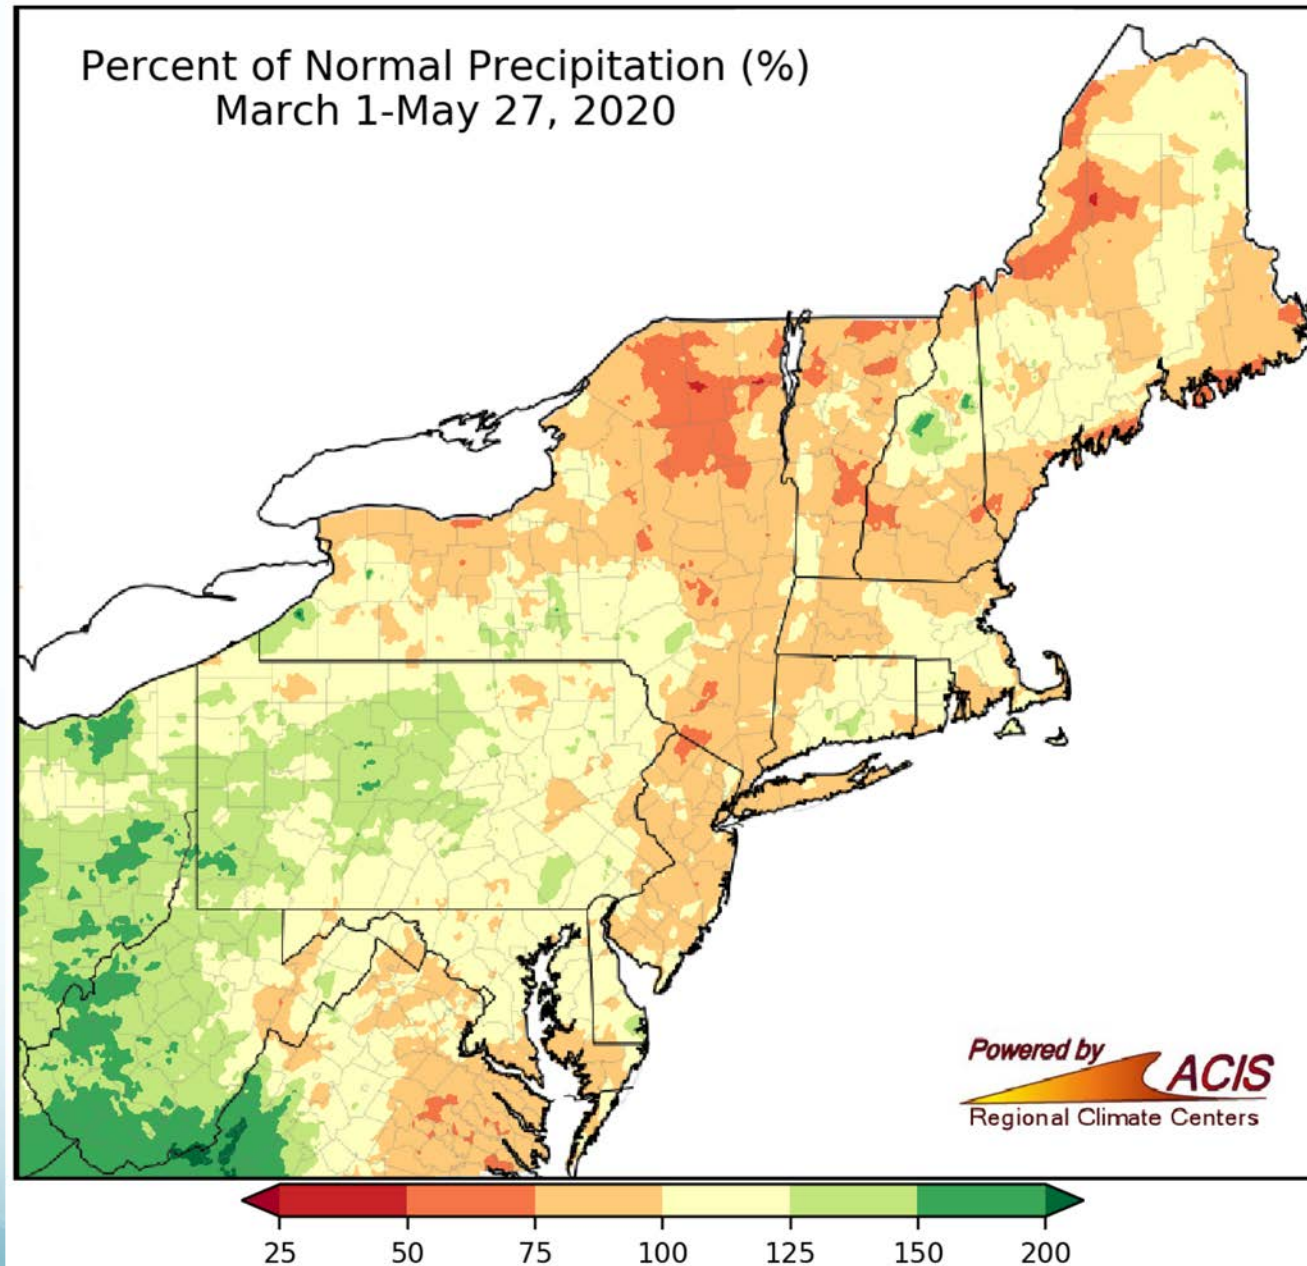 Percent of Normal Precipitation (%)
March 1-May 27, 2020
Powered by
ACIS
Regional Climate Centers
25 50 75 100 125 150 200